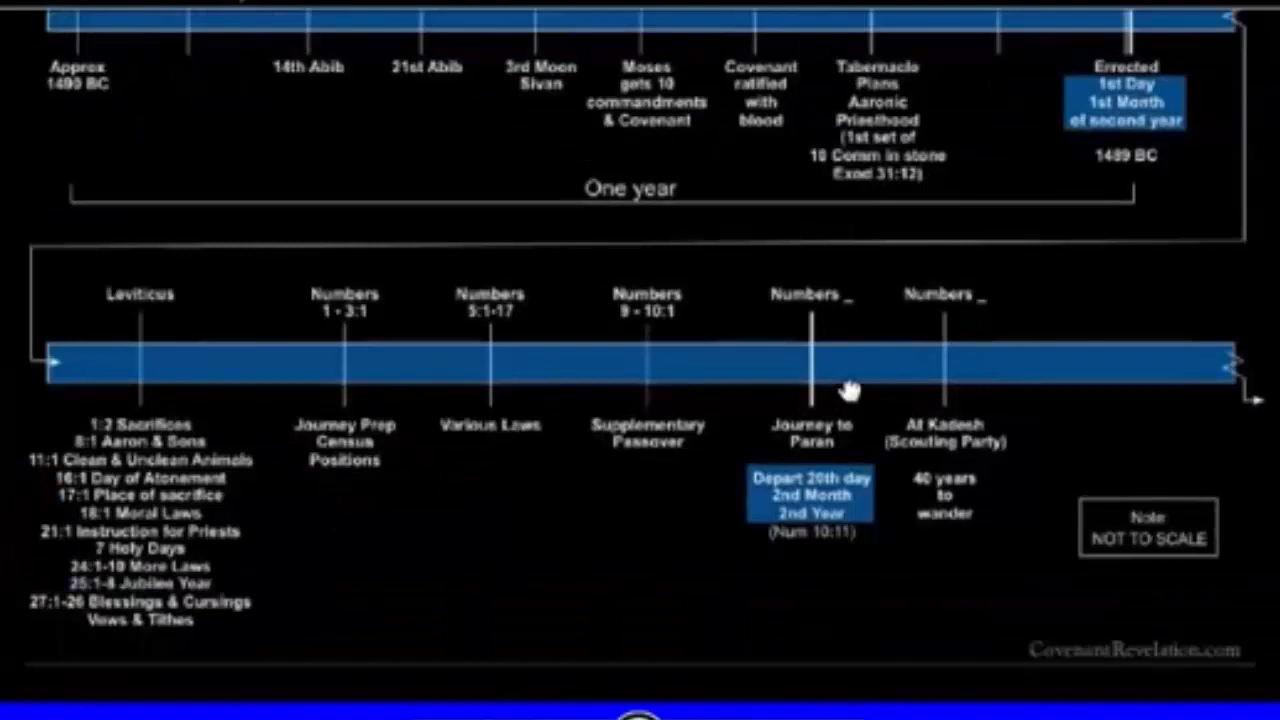 Approx
1490 BC
14th Abib
21st Abib
3rd Moon
Sivan
Moses
gets 10
commandments
& Covenant
Covenant
ratified
with
blood
Tabernacle
Plans
Aaronic
Priesthood
(1st set of
10 Comm in stone
Exod 31:12)
Errected
1st Day
1st Month
of second year
1489 BC
One year
Leviticus
Numbers
1 - 3:1
Numbers
5:1-17
Numbers
9 - 10:1
Numbers _
Numbers _
1:2 Sacrifices
8:1 Aaron & Sons
11:1 Clean & Unclean Animals
16:1 Day of Atonement
17:1 Place of sacrifice
18:1 Moral Laws
21:1 Instruction for Priests
7 Holy Days
24:1-19 More Laws
25:1-4 Jubilee Year
27:1-26 Blessings & Cursings
Vows & Tithes
Journey Prep
Census
Positions
Various Laws
Supplementary
Passover
Journey to
Paran
Depart 20th day
2nd Month
2nd Year
(Num 10:11)
At Kadesh
(Scouting Party)
40 years
to
wander
Note
NOT TO SCALE
CovenantRevelation.com